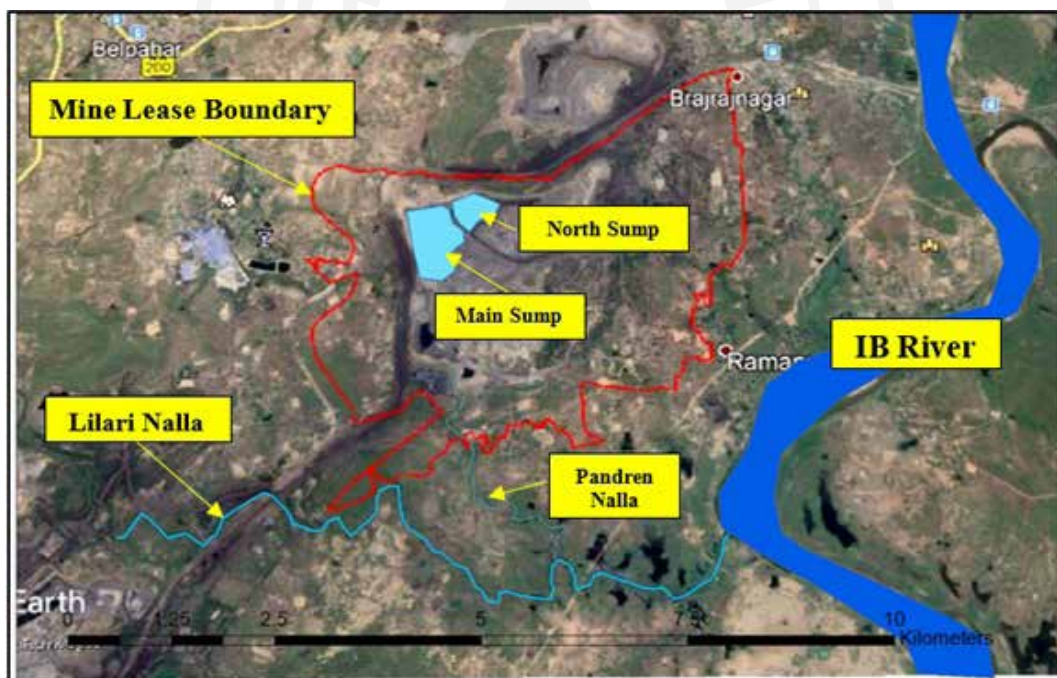 Belpahar
200
Mine Lease Boundary
Brajrajnagar
North Sump
Main Sump
IB River
Rama
Lilari Nalla
Pandren
Nalla
Earth
0 1.25 2.5 5 7.5 10
Kilometers